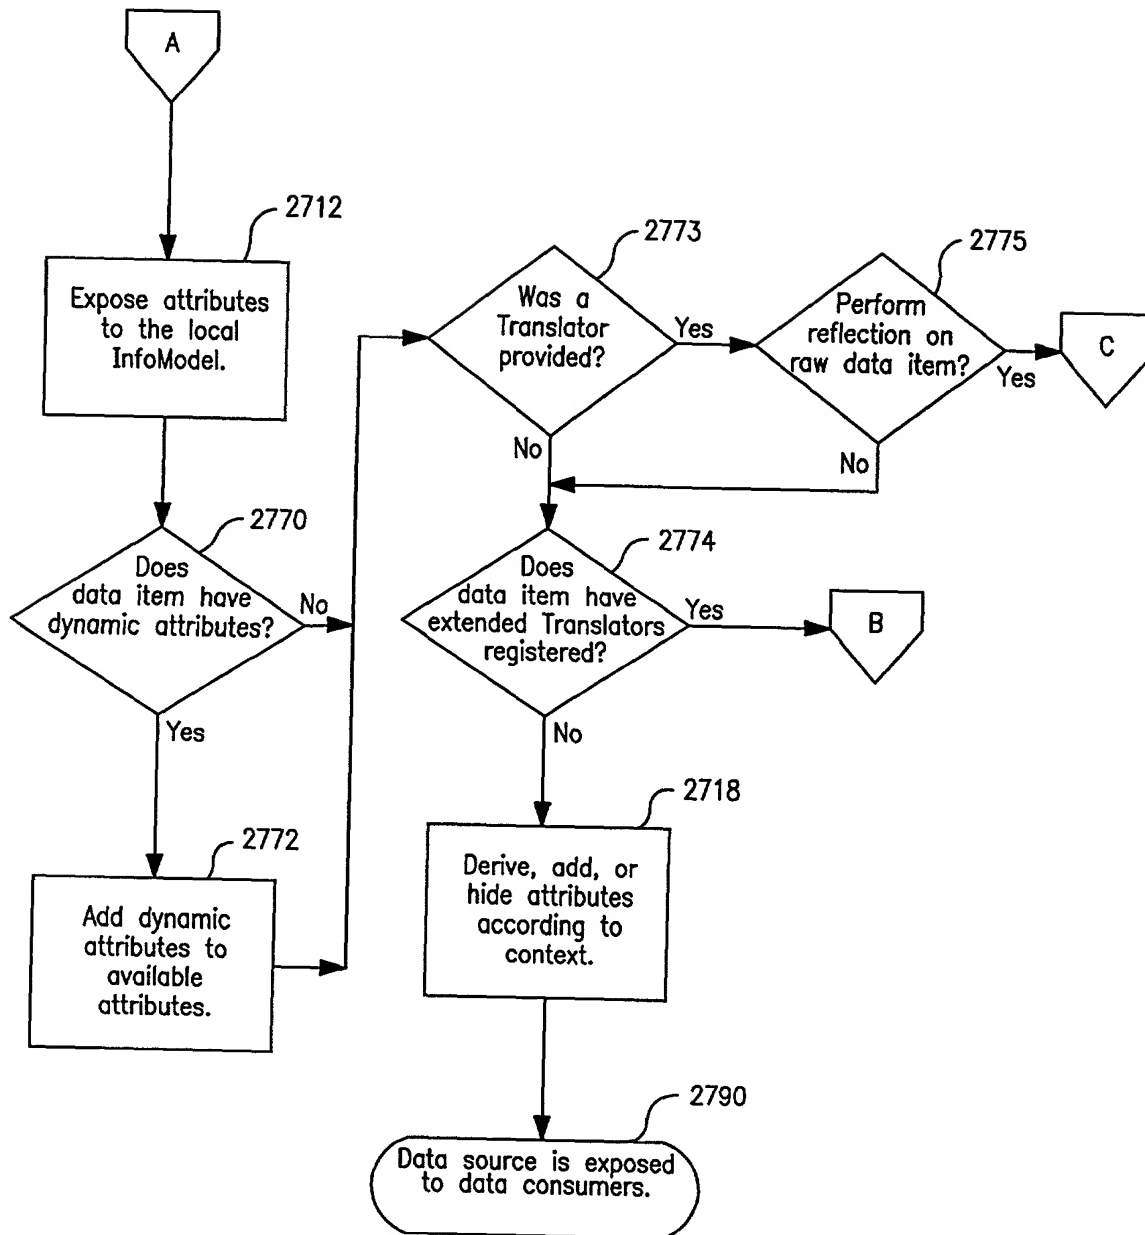 A
2712
Expose attributes
to the local
InfoModel.
2770
Does
data item have
dynamic attributes?
No
Yes
2772
Add dynamic
attributes to
available
attributes.
2773
Was a
Translator
provided?
Yes
No
2775
Perform
reflection on
raw data item?
Yes
No
C
2774
Does
data item have
extended Translators
registered?
Yes
No
B
2718
Derive, add, or
hide attributes
according to
context.
2790
Data source is exposed
to data consumers.